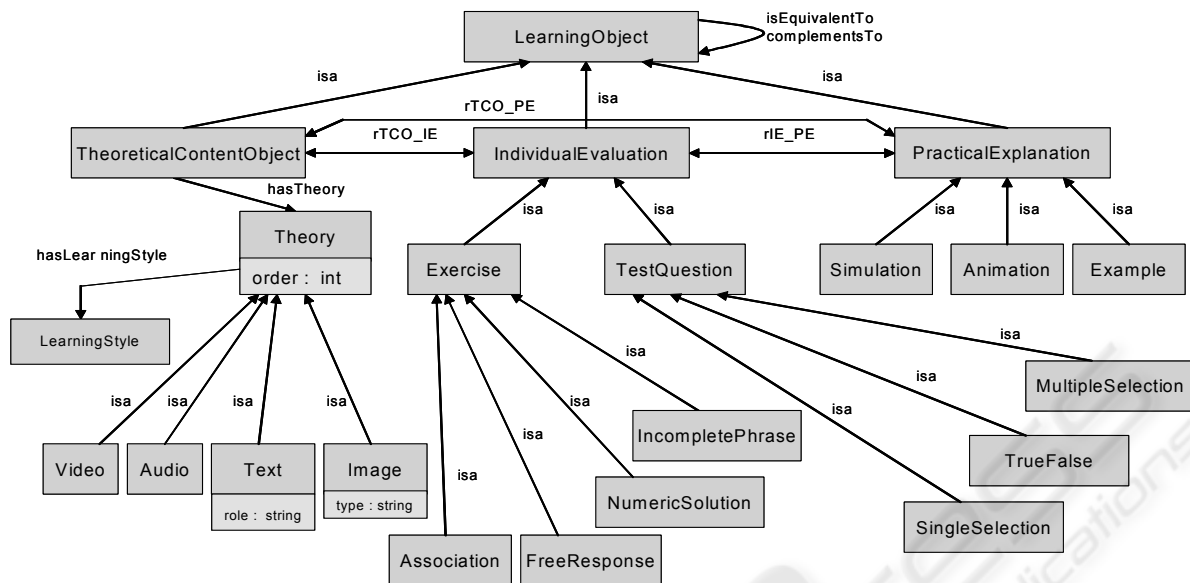 isEquivalentTo
LearningObject
complementsTo
isa
isa
isa
rTCO_PE
rTCO_IE
rIE_PE
TheoreticalContentObject
IndividualEvaluation
PracticalExplanation
hasTheory
isa
isa
isa
isa
isa
Theory
hasLear ningStyle
order : int
Exercise
TestQuestion
Simulation
Animation
Example
LearningStyle
isa
isa
isa
isa
isa
isa
isa
isa
MultipleSelection
isa
isa
isa
IncompletePhrase
TrueFalse
Video
Audio
Text
Image
role : string
type : string
NumericSolution
SingleSelection
Association
FreeResponse